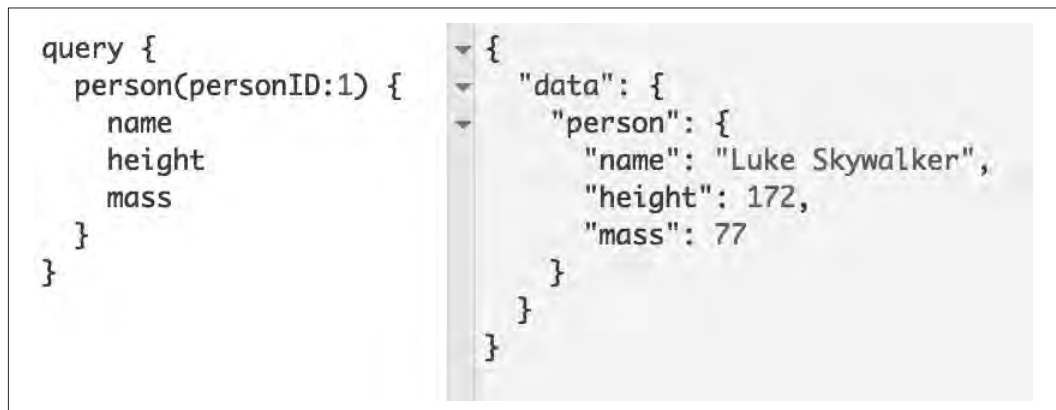 query {
  person(personID:1) {
    name
    height
    mass
  }
}
{
  "data": {
    "person": {
      "name": "Luke Skywalker",
      "height": 172,
      "mass": 77
    }
  }
}